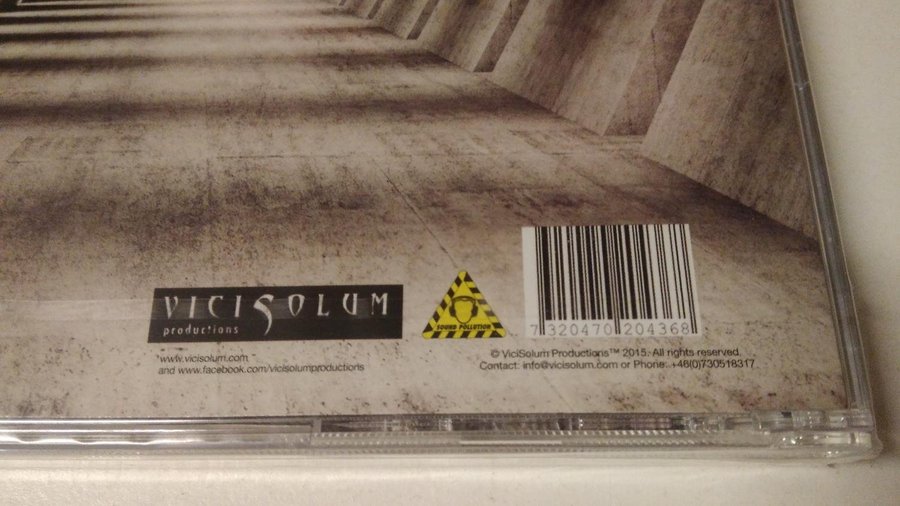 VICISOLUM
productions
*www.vicisolum.com
and www.facebook.com/vicisolumproductions
SOUND POLLUTION
7 320470 204368
© ViciSolum Productions™ 2015. All rights reserved.
Contact: info@vicisolum.com or Phone: +46(0)730518317